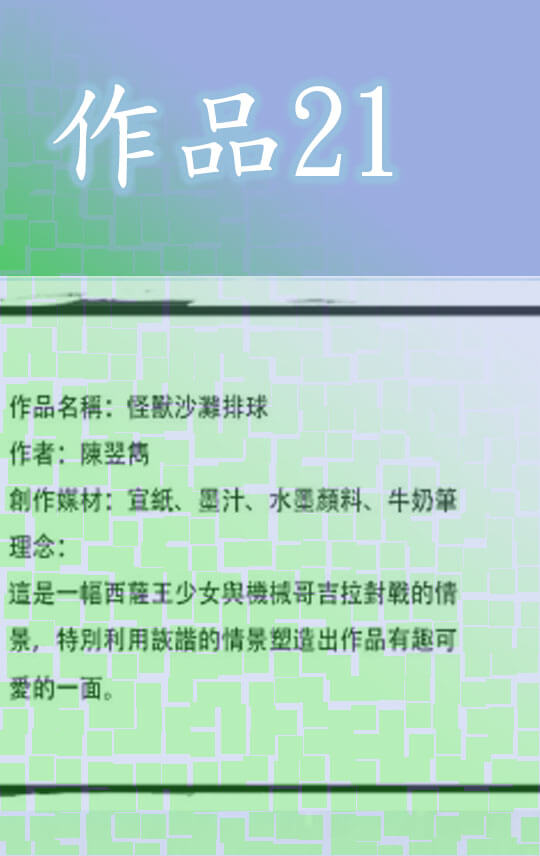 作品21
作品名稱：怪獸沙灘排球
作者：陳翌雋
創作媒材：宣紙、墨汁、水墨顏料、牛奶筆
理念：
這是一幅西薩王少女與機械哥吉拉對戰的情
景，特別利用詼諧的情景塑造出作品有趣可
愛的一面。